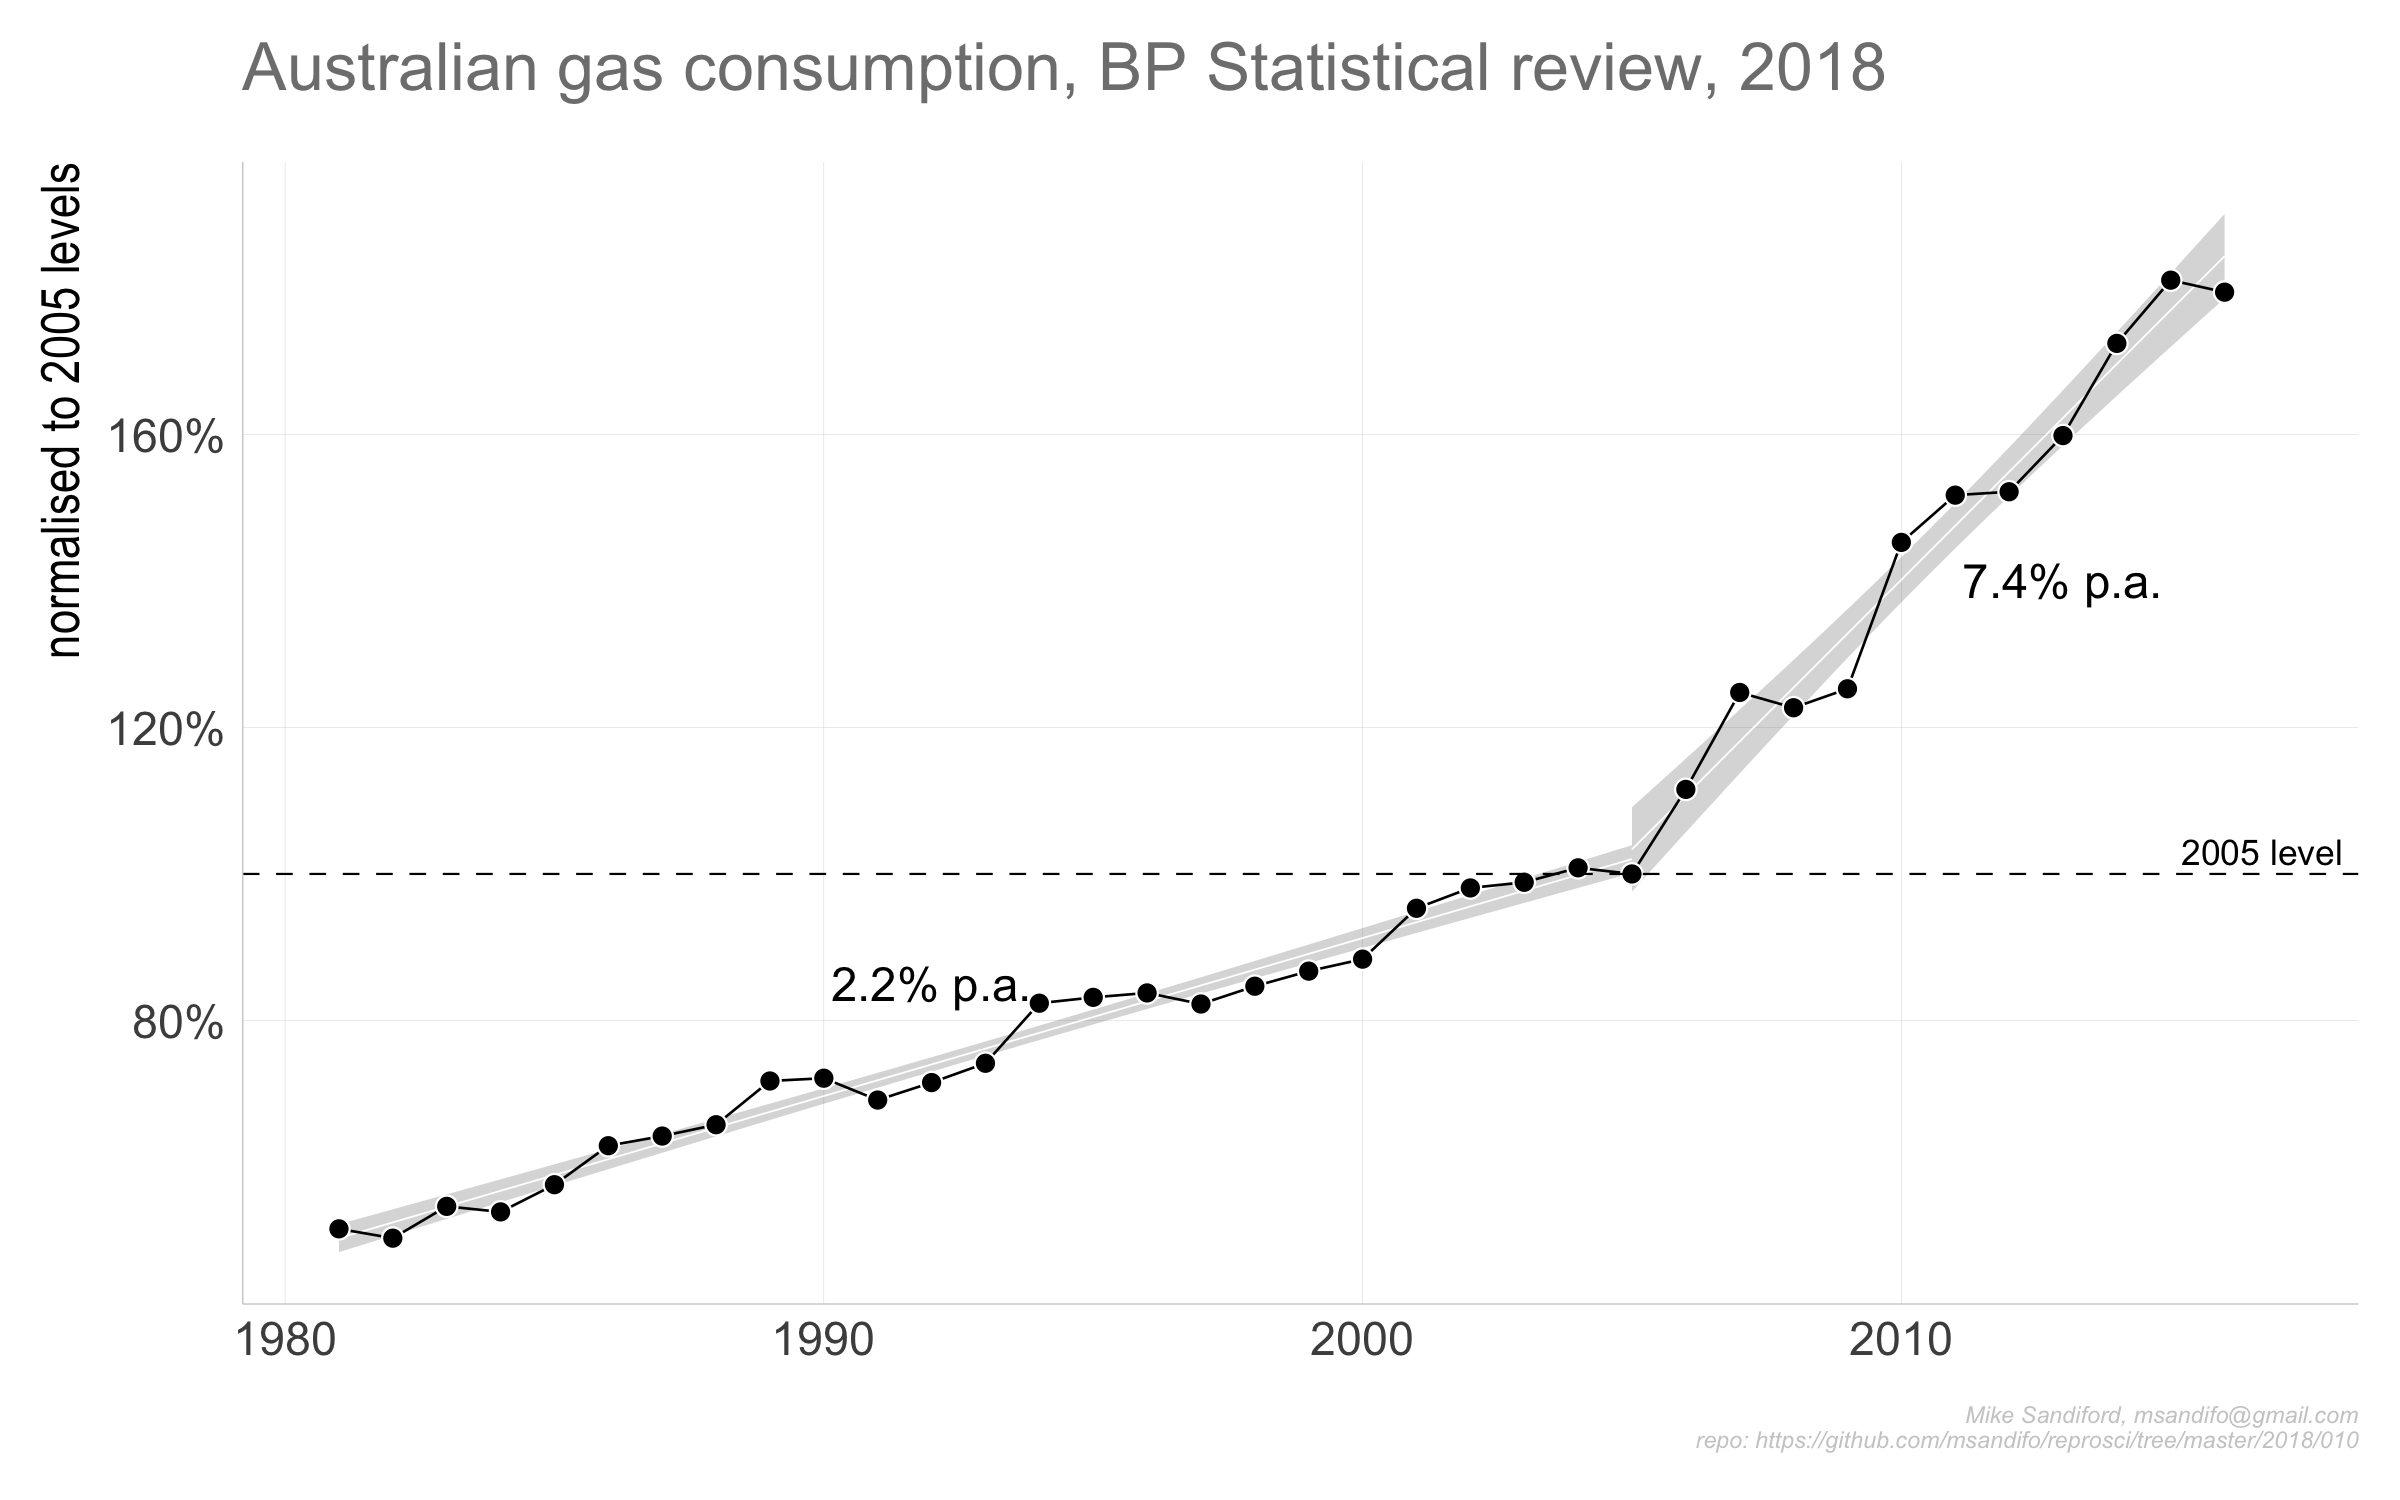 Australian gas consumption, BP Statistical review, 2018
normalised to 2005 levels
160%
120%
80%
7.4% p.a.
2005 level
2.2% p.a.
1980 1990 2000 2010
Mike Sandiford, msandifo@gmail.com
repo: https://github.com/msandifo/reprosci/tree/master/2018/010